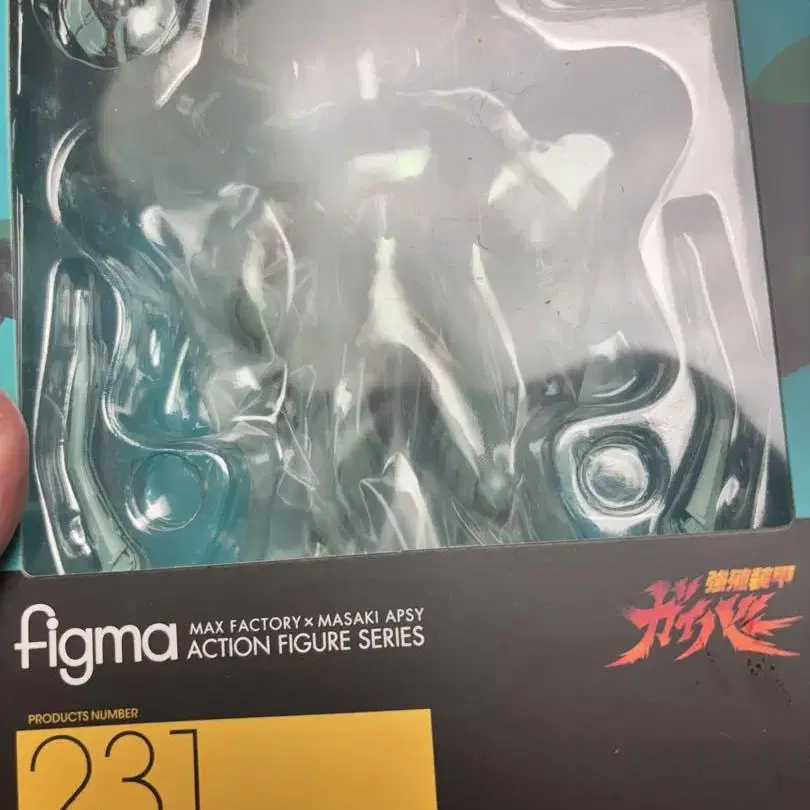 強殖装甲
ガイバー
figma
MAX FACTORY × MASAKI APSY
ACTION FIGURE SERIES
PRODUCTS NUMBER
231